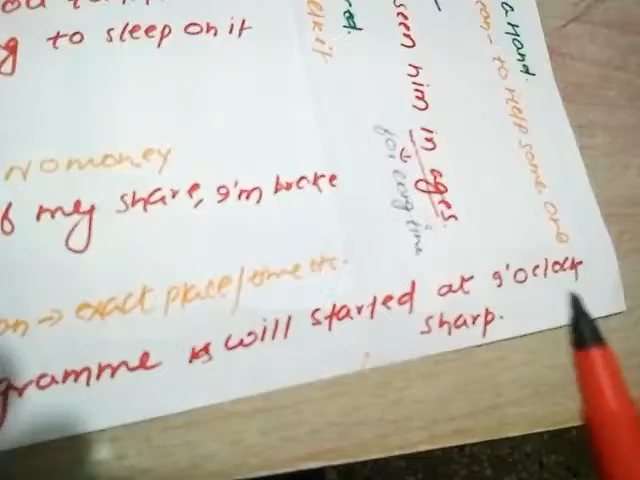 to sleep on it
No money
my share, I'm broke
on → exact place/time etc.
gramme is will started at 9'o clock
sharp.
seen him in ages.
↓
for long time
a hand.
to Help some one